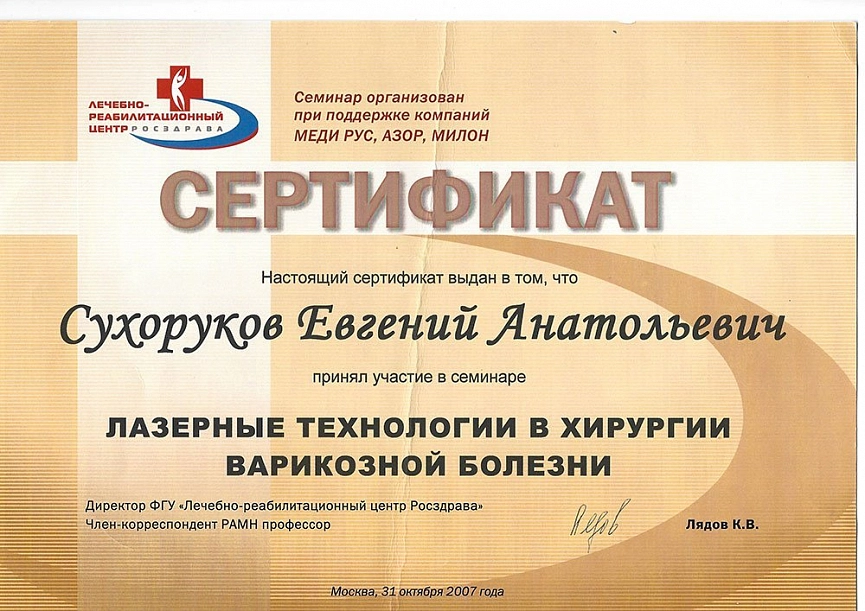 ЛЕЧЕБНО-
РЕАБИЛИТАЦИОННЫЙ
ЦЕНТР РОСЗДРАВА
Семинар организован
при поддержке компаний
МЕДИ РУС, АЗОР, МИЛОН
СЕРТИФИКАТ
Настоящий сертификат выдан в том, что
Сухоруков Евгений Анатольевич
принял участие в семинаре
ЛАЗЕРНЫЕ ТЕХНОЛОГИИ В ХИРУРГИИ
ВАРИКОЗНОЙ БОЛЕЗНИ
Директор ФГУ «Лечебно-реабилитационный центр Росздрава»
Член-корреспондент РАМН профессор
Лядов К.В.
Москва, 31 октября 2007 года